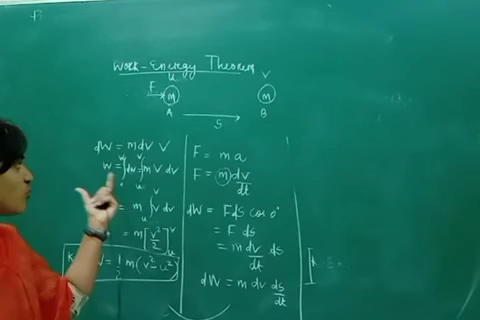 Work-Energy Theorem
u v
F
m m
A B
S
dW = m dv v
W = ∫dw = ∫ m v dv
= m ∫ v dv
= m [v²/2]
W = 1/2 m (v² - u²)
F = m a
F = m dv/dt
dW = F ds cos 0°
= F ds
= m dv/dt ds
dW = m dv ds/dt